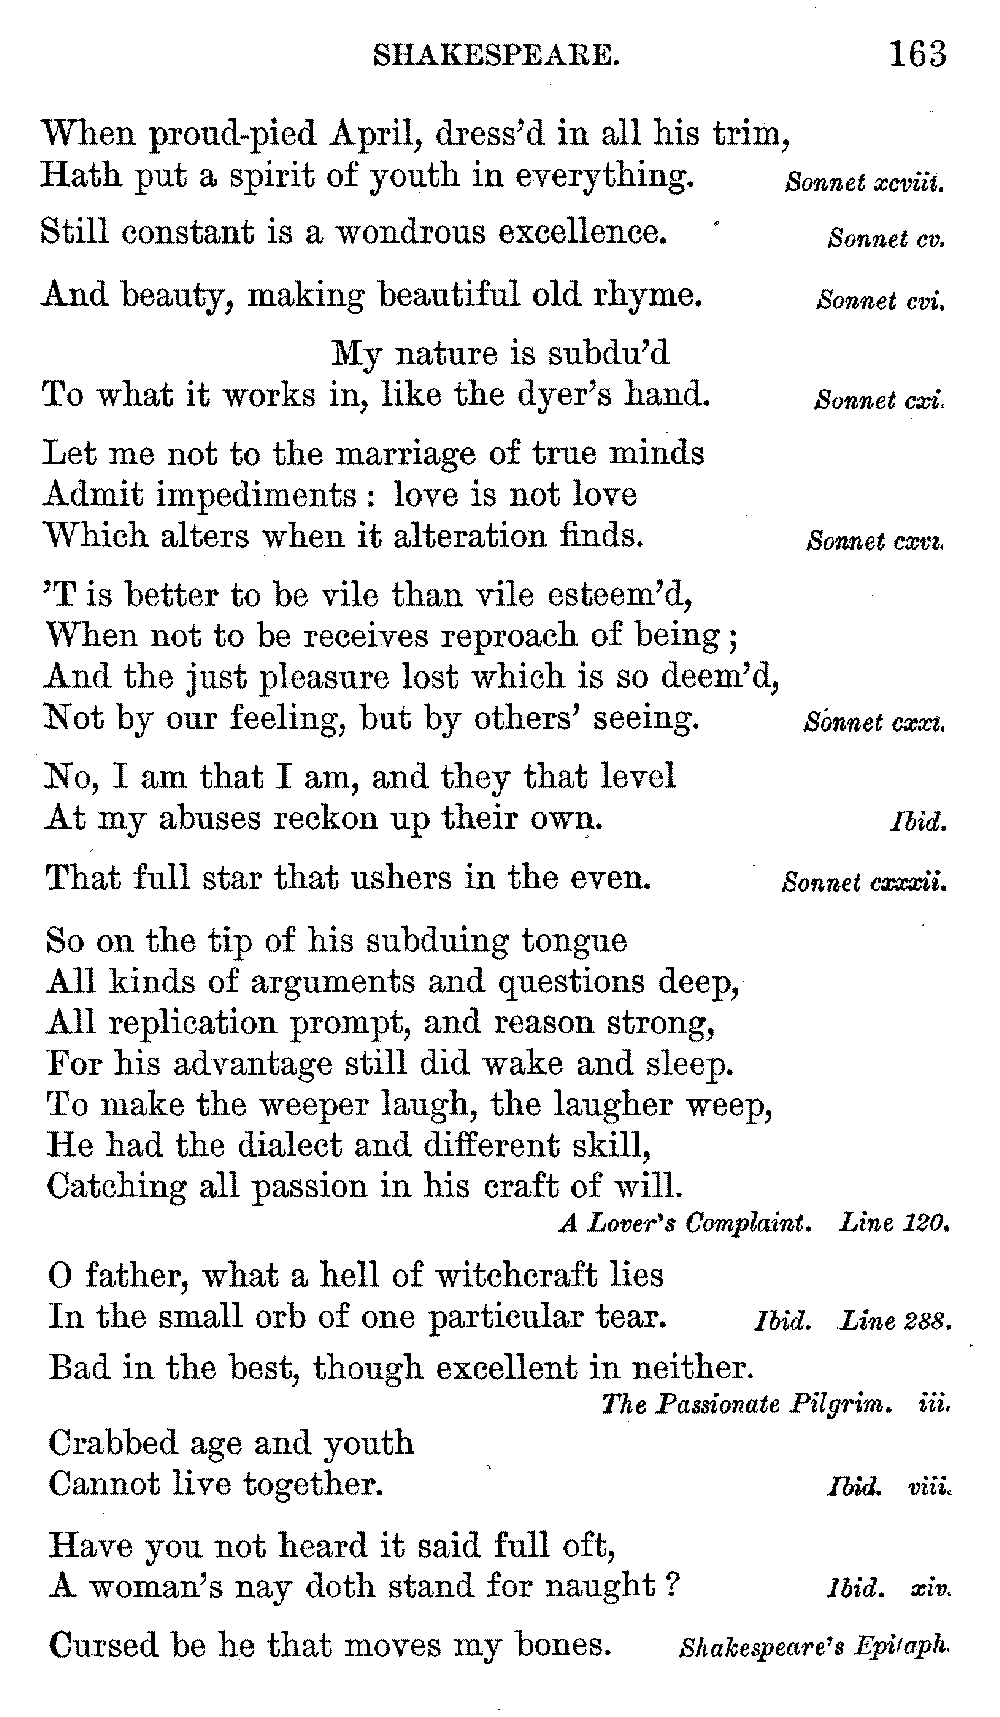 SHAKESPEARE. 163
When proud-pied April, dress'd in all his trim,
Hath put a spirit of youth in everything. Sonnet xcviii.
Still constant is a wondrous excellence. Sonnet cv.
And beauty, making beautiful old rhyme. Sonnet cvi.
My nature is subdu'd
To what it works in, like the dyer's hand. Sonnet cxi.
Let me not to the marriage of true minds
Admit impediments : love is not love
Which alters when it alteration finds. Sonnet cxvi.
'T is better to be vile than vile esteem'd,
When not to be receives reproach of being ;
And the just pleasure lost which is so deem'd,
Not by our feeling, but by others' seeing. Sonnet cxxi.
No, I am that I am, and they that level
At my abuses reckon up their own. Ibid.
That full star that ushers in the even. Sonnet cxxxii.
So on the tip of his subduing tongue
All kinds of arguments and questions deep,
All replication prompt, and reason strong,
For his advantage still did wake and sleep.
To make the weeper laugh, the laugher weep,
He had the dialect and different skill,
Catching all passion in his craft of will.
A Lover's Complaint. Line 120.
O father, what a hell of witchcraft lies
In the small orb of one particular tear. Ibid. Line 288.
Bad in the best, though excellent in neither.
The Passionate Pilgrim. iii.
Crabbed age and youth
Cannot live together. Ibid. viii.
Have you not heard it said full oft,
A woman's nay doth stand for naught ? Ibid. xiv.
Cursed be he that moves my bones. Shakespeare's Epitaph.